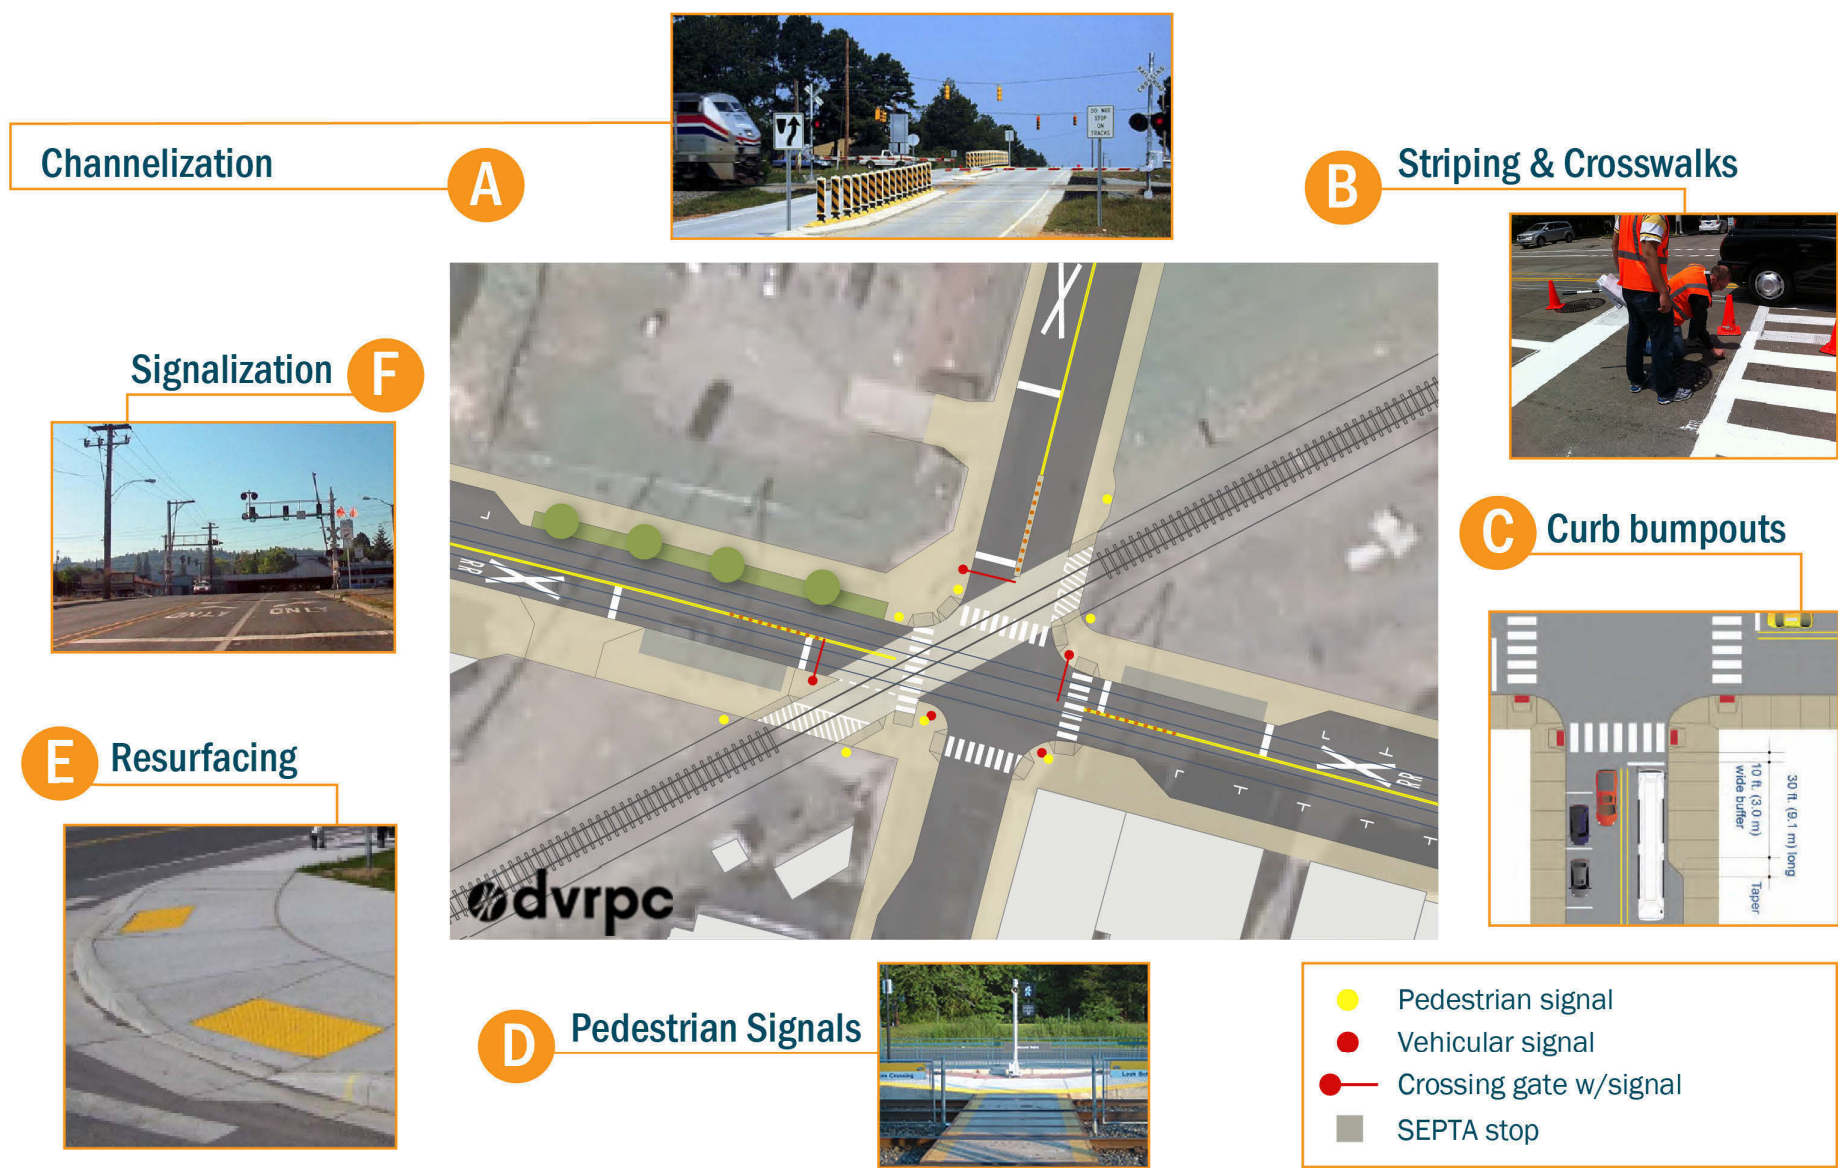 Channelization
A
DO NOT
STOP
ON
TRACKS
B
Striping & Crosswalks
Signalization
F
ONLY
ONLY
RR
C
Curb bumpouts
E
Resurfacing
RR
30 ft. (9.1 m) long
10 ft. (3.0 m)
wide buffer
Taper
dvrpc
D
Pedestrian Signals
Crossing
Look
Pedestrian signal
Vehicular signal
Crossing gate w/signal
SEPTA stop